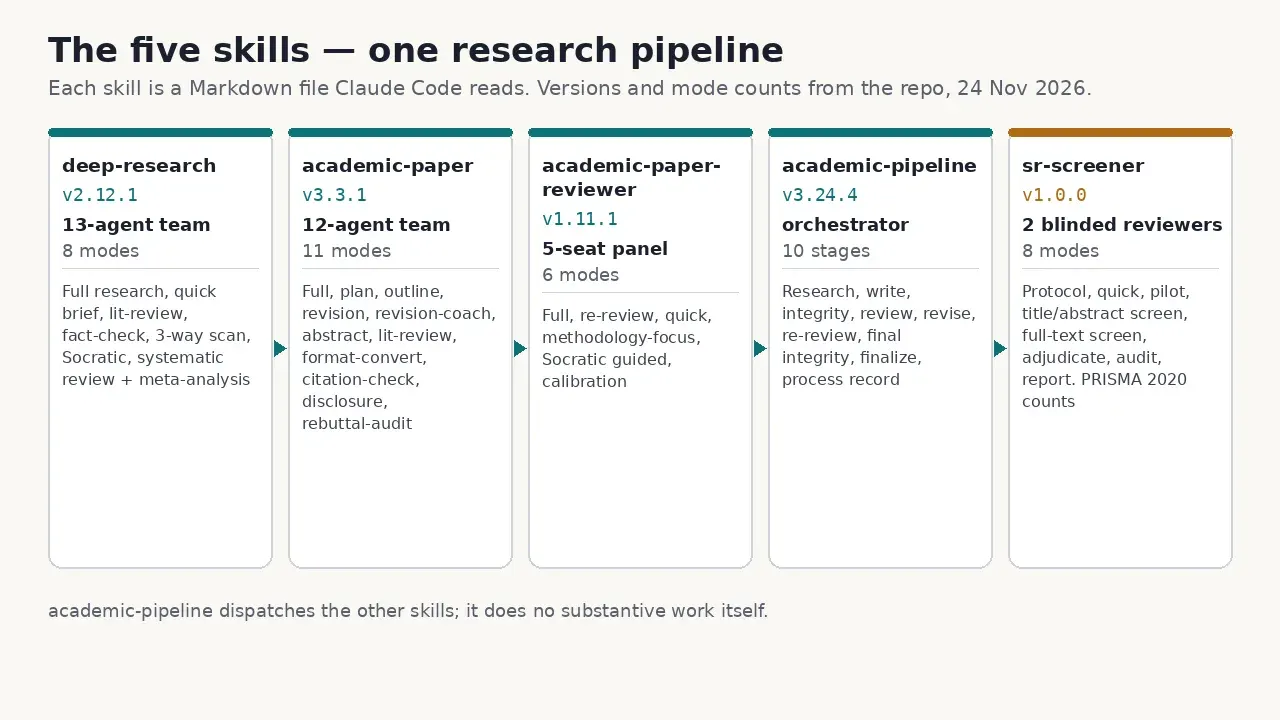 The five skills — one research pipeline
Each skill is a Markdown file Claude Code reads. Versions and mode counts from the repo, 24 Nov 2026.
deep-research
v2.12.1
13-agent team
8 modes
Full research, quick
brief, lit-review,
fact-check, 3-way scan,
Socratic, systematic
review + meta-analysis
academic-paper
v3.3.1
12-agent team
11 modes
Full, plan, outline,
revision, revision-coach,
abstract, lit-review,
format-convert,
citation-check,
disclosure,
rebuttal-audit
academic-paper-
reviewer
v1.11.1
5-seat panel
6 modes
Full, re-review, quick,
methodology-focus,
Socratic guided,
calibration
academic-pipeline
v3.24.4
orchestrator
10 stages
Research, write,
integrity, review, revise,
re-review, final
integrity, finalize,
process record
sr-screener
v1.0.0
2 blinded reviewers
8 modes
Protocol, quick, pilot,
title/abstract screen,
full-text screen,
adjudicate, audit,
report. PRISMA 2020
counts
academic-pipeline dispatches the other skills; it does no substantive work itself.